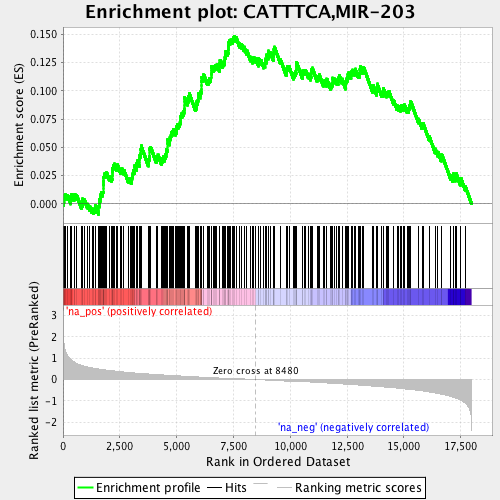 Enrichment plot: CATTTCA,MIR-203
Enrichment score (ES)
0.150
0.125
0.100
0.075
0.050
0.025
0.000
'na_pos' (positively correlated)
Ranked list metric (PreRanked)
3
2
1
0
-1
-2
Zero cross at 8480
'na_neg' (negatively correlated)
0
2,500
5,000
7,500
10,000
12,500
15,000
17,500
Rank in Ordered Dataset
Enrichment profile
Hits
Ranking metric scores